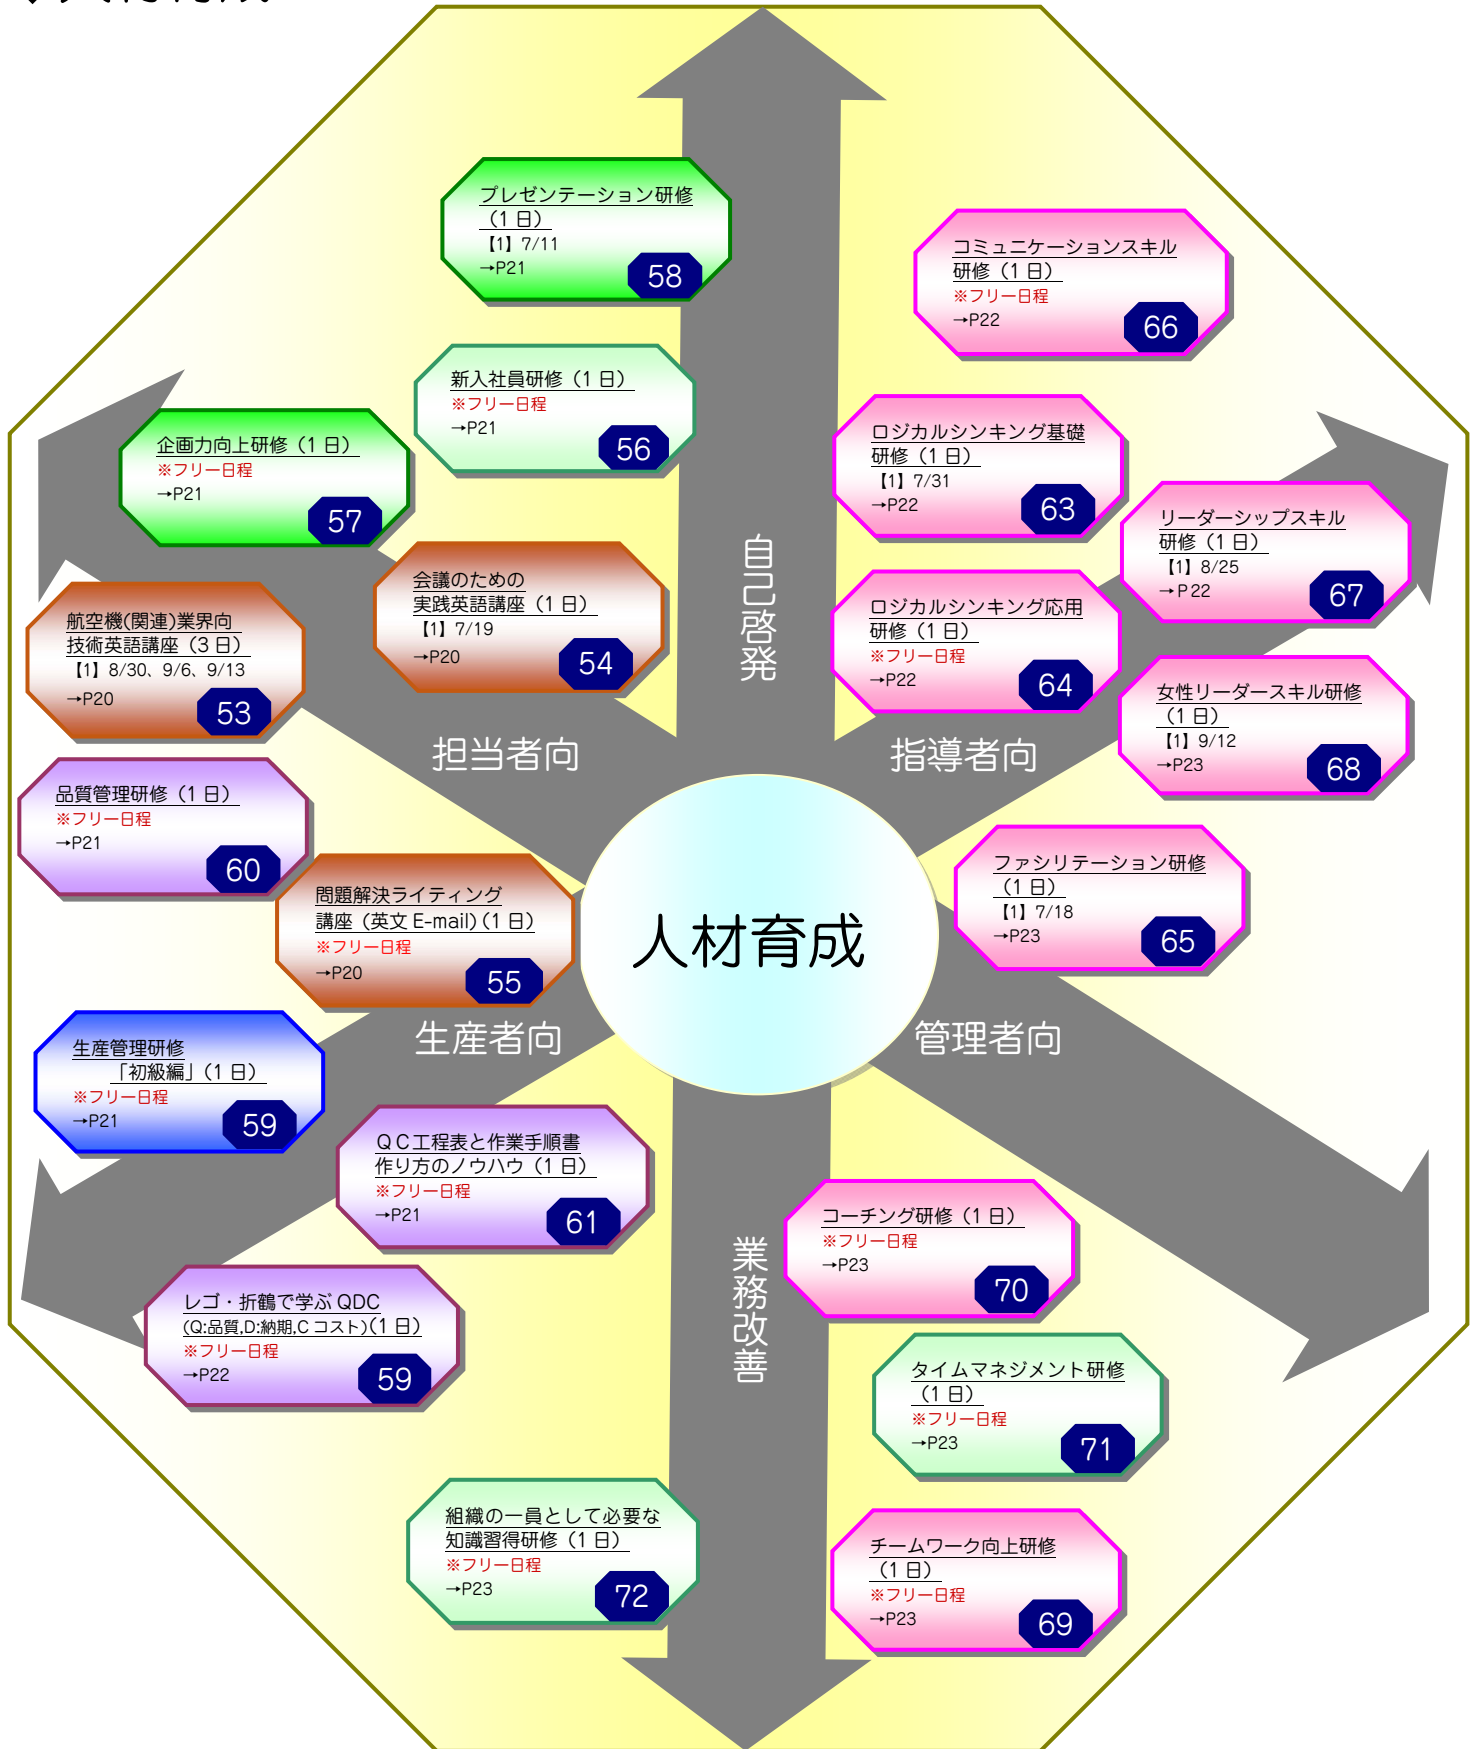 プレゼンテーション研修
（1 日）
【1】7/11
→P21
58
コミュニケーションスキル
研修（1 日）
※フリー日程
→P22
66
新入社員研修（1 日）
※フリー日程
→P21
56
企画力向上研修（1 日）
※フリー日程
→P21
57
ロジカルシンキング基礎
研修（1 日）
【1】7/31
→P22
63
リーダーシップスキル
研修（1 日）
【1】8/25
→P22
67
自己啓発
会議のための
実践英語講座（1 日）
【1】7/19
→P20
54
航空機(関連)業界向
技術英語講座（3 日）
【1】8/30、9/6、9/13
→P20
53
ロジカルシンキング応用
研修（1 日）
※フリー日程
→P22
64
女性リーダースキル研修
（1 日）
【1】9/12
→P23
68
担当者向
指導者向
品質管理研修（1 日）
※フリー日程
→P21
60
問題解決ライティング
講座（英文 E-mail）（1 日）
※フリー日程
→P20
55
人材育成
ファシリテーション研修
（1 日）
【1】7/18
→P23
65
生産者向
管理者向
生産管理研修
「初級編」（1 日）
※フリー日程
→P21
59
ＱＣ工程表と作業手順書
作り方のノウハウ（1 日）
※フリー日程
→P21
61
コーチング研修（1 日）
※フリー日程
→P23
70
業務改善
レゴ・折鶴で学ぶ QDC
(Q:品質,D:納期,C コスト)（1 日）
※フリー日程
→P22
59
タイムマネジメント研修
（1 日）
※フリー日程
→P23
71
組織の一員として必要な
知識習得研修（1 日）
※フリー日程
→P23
72
チームワーク向上研修
（1 日）
※フリー日程
→P23
69